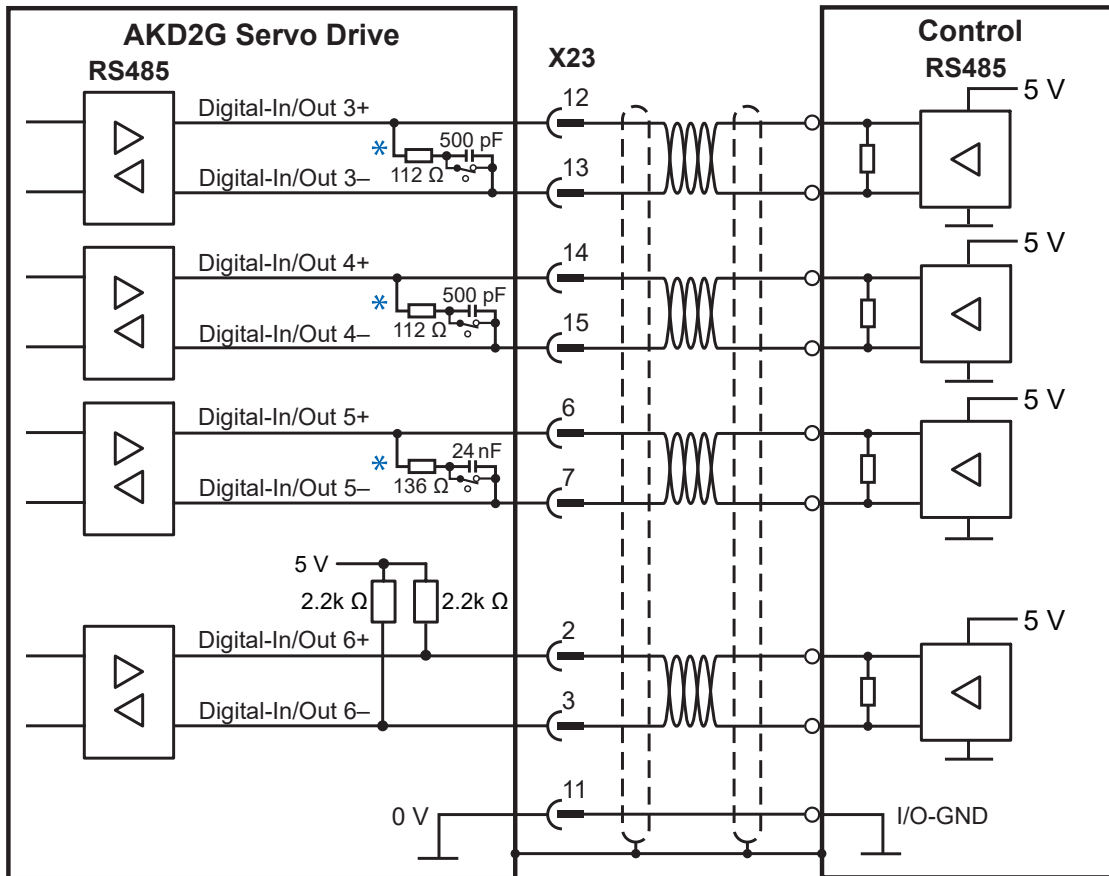 AKD2G Servo Drive
RS485
X23
Control
RS485
12
5 V
Digital-In/Out 3+
*
500 pF
112 Ω
13
Digital-In/Out 3–
14
5 V
Digital-In/Out 4+
*
500 pF
112 Ω
15
Digital-In/Out 4–
6
5 V
Digital-In/Out 5+
*
24 nF
136 Ω
7
Digital-In/Out 5–
5 V
2.2k Ω
2.2k Ω
2
5 V
Digital-In/Out 6+
3
Digital-In/Out 6–
11
0 V
I/O-GND